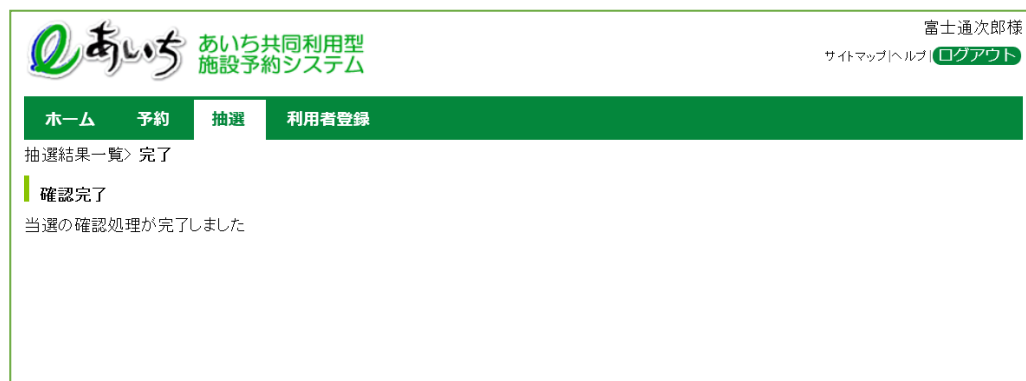 富士通次郎様
あいち
あいち共同利用型
施設予約システム
サイトマップ|ヘルプ|ログアウト
ホーム 予約 抽選 利用者登録
抽選結果一覧> 完了
確認完了
当選の確認処理が完了しました